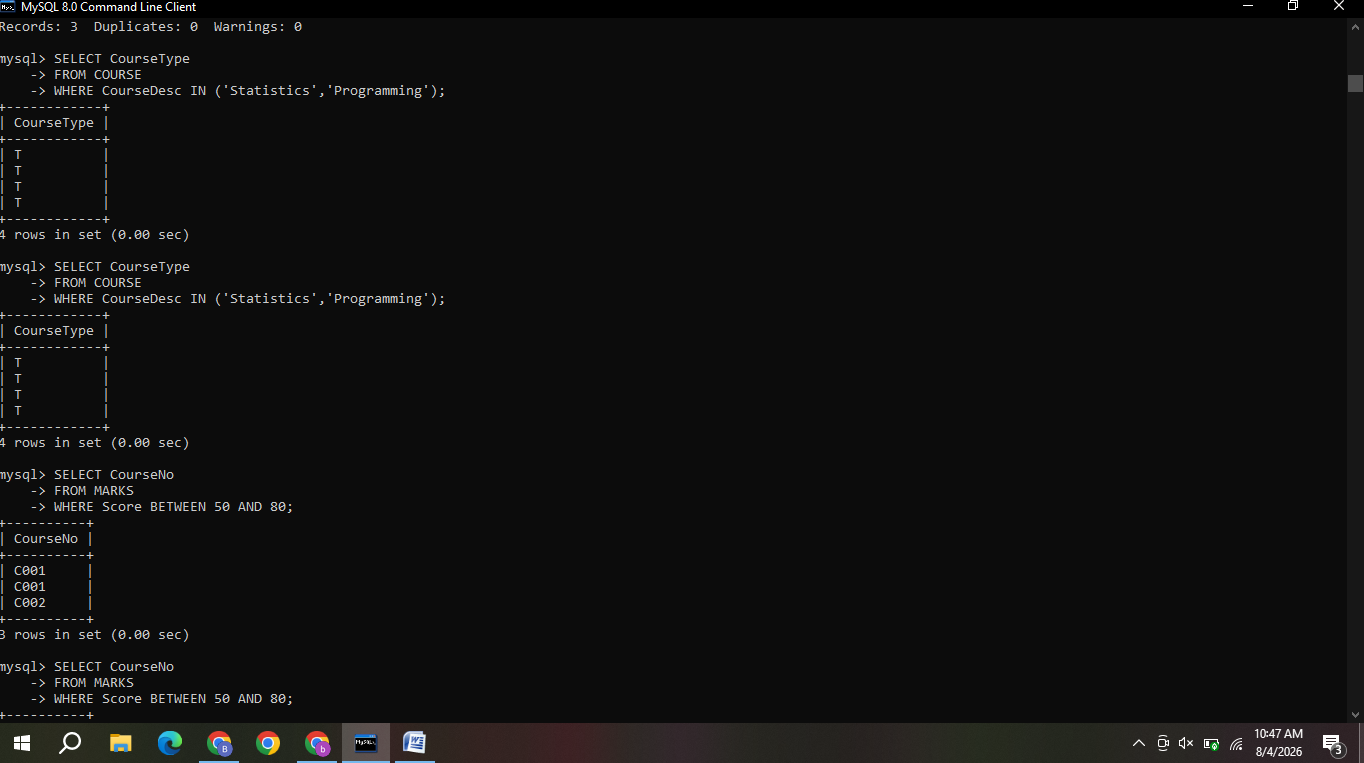 MySQL 8.0 Command Line Client
Records: 3  Duplicates: 0  Warnings: 0
mysql> SELECT CourseType
    -> FROM COURSE
    -> WHERE CourseDesc IN ('Statistics','Programming');
+------------+
| CourseType |
+------------+
| T          |
| T          |
| T          |
| T          |
+------------+
4 rows in set (0.00 sec)
mysql> SELECT CourseType
    -> FROM COURSE
    -> WHERE CourseDesc IN ('Statistics','Programming');
+------------+
| CourseType |
+------------+
| T          |
| T          |
| T          |
| T          |
+------------+
4 rows in set (0.00 sec)
mysql> SELECT CourseNo
    -> FROM MARKS
    -> WHERE Score BETWEEN 50 AND 80;
+----------+
| CourseNo |
+----------+
| C001     |
| C001     |
| C002     |
+----------+
3 rows in set (0.00 sec)
mysql> SELECT CourseNo
    -> FROM MARKS
    -> WHERE Score BETWEEN 50 AND 80;
+----------+
B
b
MySQL
W
10:47 AM
8/4/2026
3